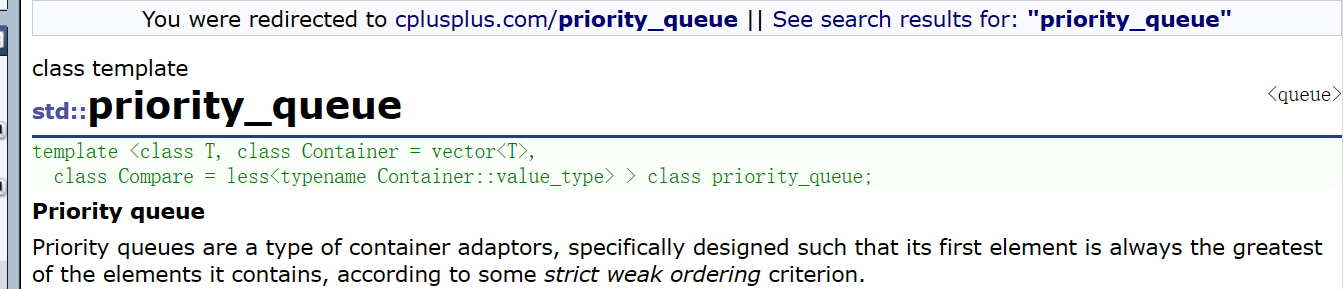 You were redirected to cplusplus.com/priority_queue || See search results for: "priority_queue"
class template
std::priority_queue
<queue>
template <class T, class Container = vector<T>,
class Compare = less<typename Container::value_type> > class priority_queue;
Priority queue
Priority queues are a type of container adaptors, specifically designed such that its first element is always the greatest
of the elements it contains, according to some strict weak ordering criterion.